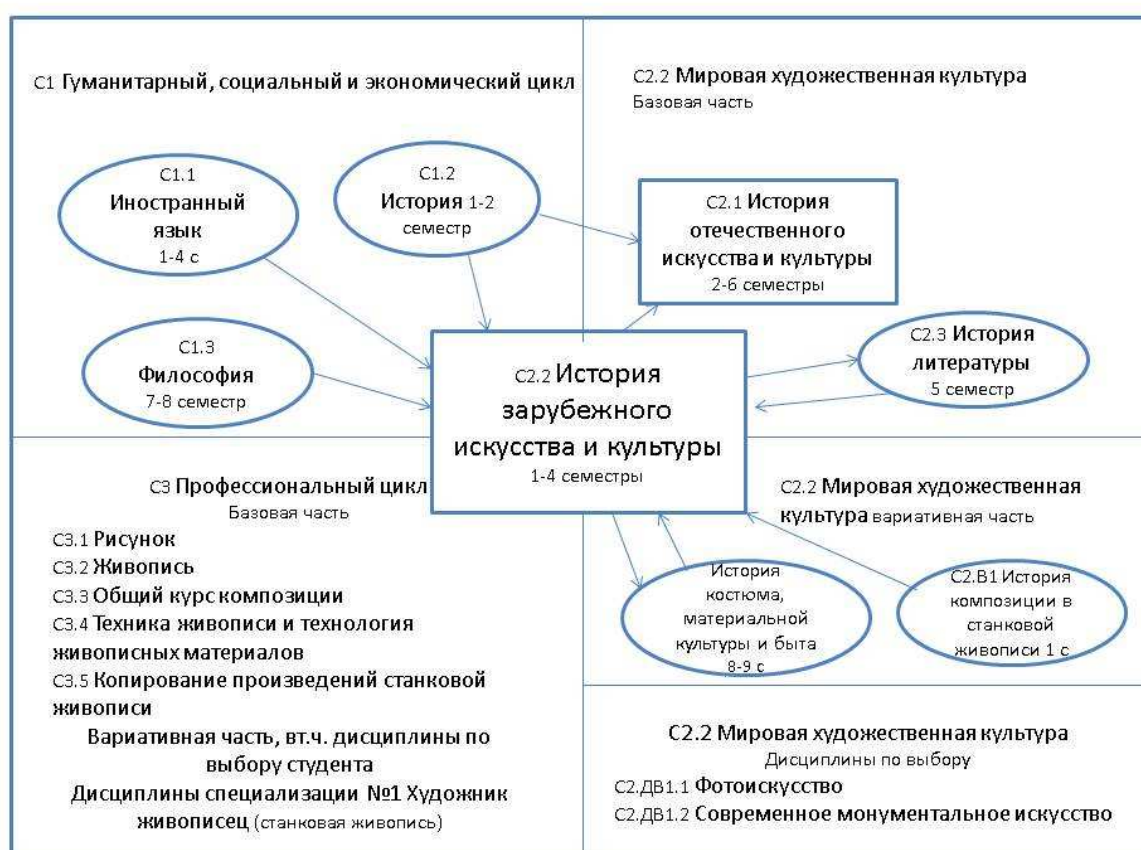 С1 Гуманитарный, социальный и экономический цикл
С1.1
Иностранный
язык
1-4 с
С1.2
История 1-2
семестр
С1.3
Философия
7-8 семестр
С2.2 Мировая художественная культура
Базовая часть
С2.1 История
отечественного
искусства и культуры
2-6 семестры
С2.3 История
литературы
5 семестр
С2.2 История
зарубежного
искусства и культуры
1-4 семестры
С3 Профессиональный цикл
Базовая часть
С3.1 Рисунок
С3.2 Живопись
С3.3 Общий курс композиции
С3.4 Техника живописи и технология
живописных материалов
С3.5 Копирование произведений станковой
живописи
Вариативная часть, вт.ч. дисциплины по
выбору студента
Дисциплины специализации №1 Художник
живописец (станковая живопись)
С2.2 Мировая художественная
культура вариативная часть
История
костюма,
материальной
культуры и быта
8-9 с
С2.В1 История
композиции в
станковой
живописи 1 с
С2.2 Мировая художественная культура
Дисциплины по выбору
С2.ДВ1.1 Фотоискусство
С2.ДВ1.2 Современное монументальное искусство